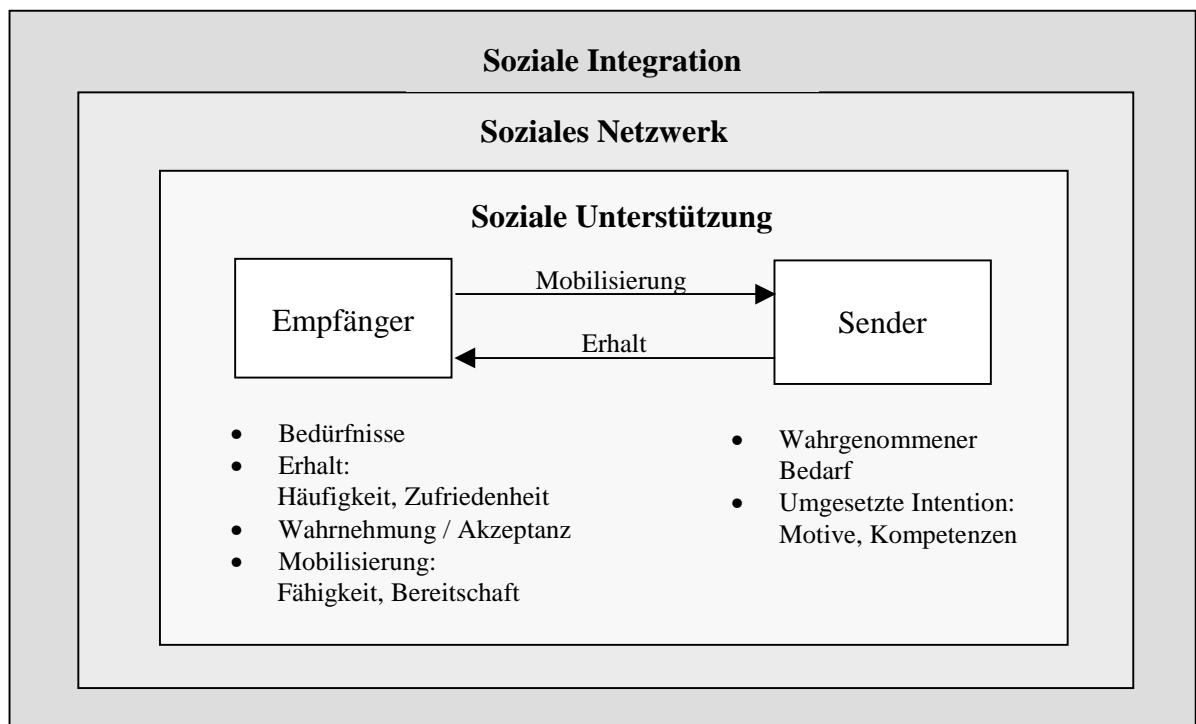 Soziale Integration
Soziales Netzwerk
Soziale Unterstützung
Empfänger
Mobilisierung
Erhalt
Sender
• Bedürfnisse
• Erhalt:
Häufigkeit, Zufriedenheit
• Wahrnehmung / Akzeptanz
• Mobilisierung:
Fähigkeit, Bereitschaft
• Wahrgenommener
Bedarf
• Umgesetzte Intention:
Motive, Kompetenzen